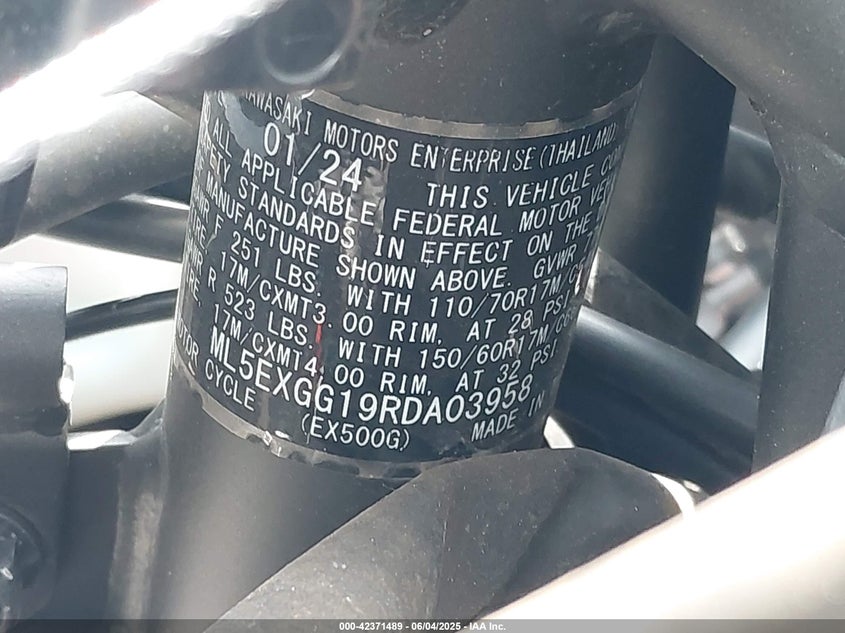 KAWASAKI MOTORS ENTERPRISE (THAILAND)
01/24 THIS VEHICLE
ALL APPLICABLE FEDERAL MOTOR
SAFETY STANDARDS IN EFFECT ON THE
MANUFACTURE SHOWN ABOVE. GVWR
F 251 LBS. WITH 110/70R17M/C
17M/CXMT3.00 RIM, AT 28 PSI
R 523 LBS. WITH 150/60R17M/C
17M/CXMT4.00 RIM, AT 32 PSI
ML5EXGG19RDA03958
CYCLE (EX500G) MADE IN
000-42371489 - 06/04/2025 - IAA Inc.